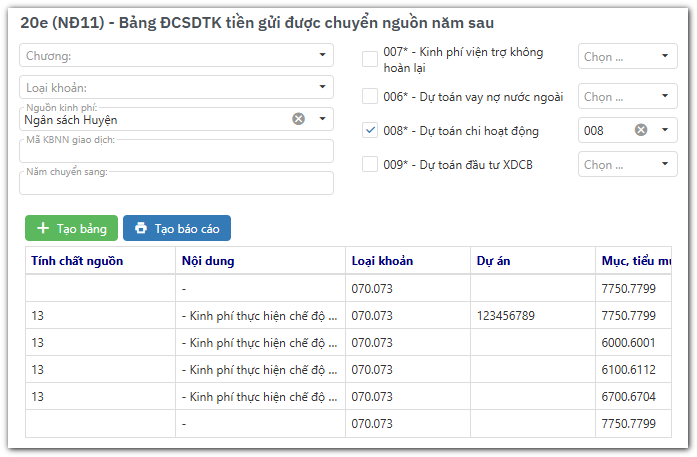 20e (NĐ11) - Bảng ĐCSDTK tiền gửi được chuyển nguồn năm sau
Chương:
Loại khoản:
Nguồn kinh phí:
Ngân sách Huyện
Mã KBNN giao dịch:
Năm chuyển sang:
007* - Kinh phí viện trợ không
hoàn lại
Chọn ...
006* - Dự toán vay nợ nước ngoài
Chọn ...
008* - Dự toán chi hoạt động
008
009* - Dự toán đầu tư XDCB
Chọn ...
Tạo bảng Tạo báo cáo
Tính chất nguồn Nội dung Loại khoản Dự án Mục, tiểu mụ
- 070.073 7750.7799
13 - Kinh phí thực hiện chế độ ... 070.073 123456789 7750.7799
13 - Kinh phí thực hiện chế độ ... 070.073 6000.6001
13 - Kinh phí thực hiện chế độ ... 070.073 6100.6112
13 - Kinh phí thực hiện chế độ ... 070.073 6700.6704
- 070.073 7750.7799